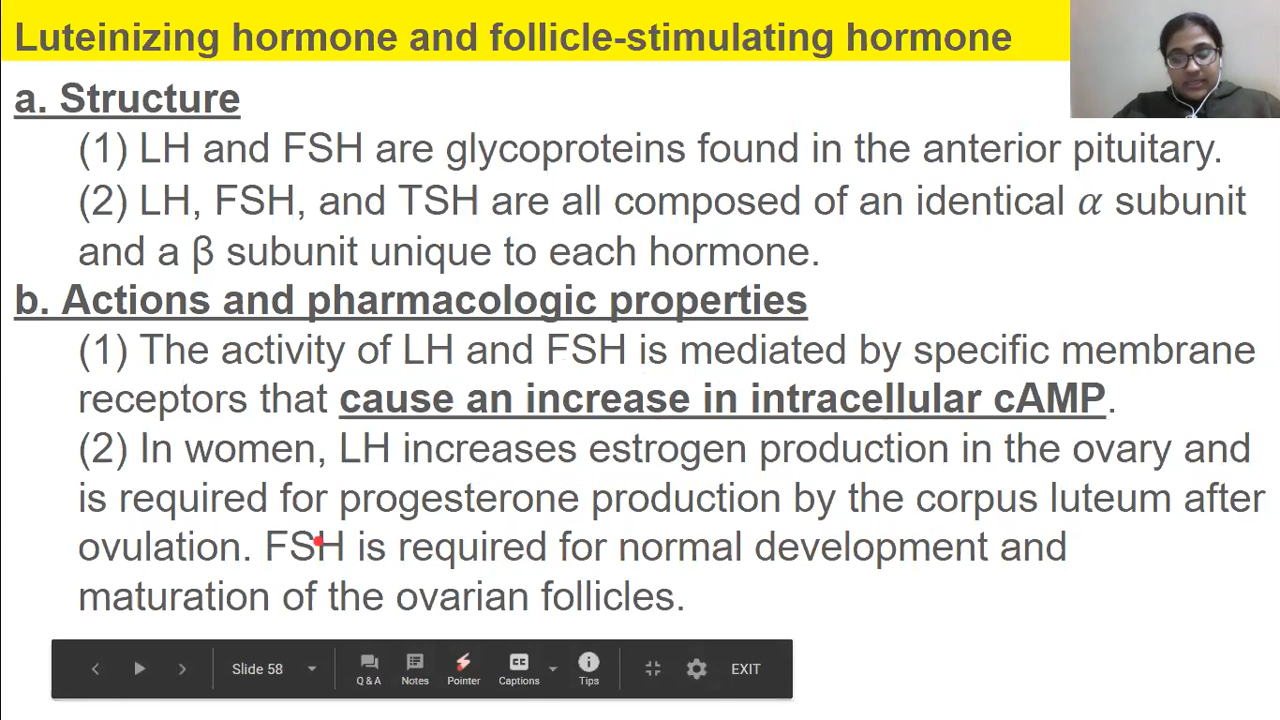 Luteinizing hormone and follicle-stimulating hormone
a. Structure
(1) LH and FSH are glycoproteins found in the anterior pituitary.
(2) LH, FSH, and TSH are all composed of an identical α subunit
and a β subunit unique to each hormone.
b. Actions and pharmacologic properties
(1) The activity of LH and FSH is mediated by specific membrane
receptors that cause an increase in intracellular cAMP.
(2) In women, LH increases estrogen production in the ovary and
is required for progesterone production by the corpus luteum after
ovulation. FSH is required for normal development and
maturation of the ovarian follicles.
Slide 58
Q & A
Notes
Pointer
CC
Captions
Tips
EXIT